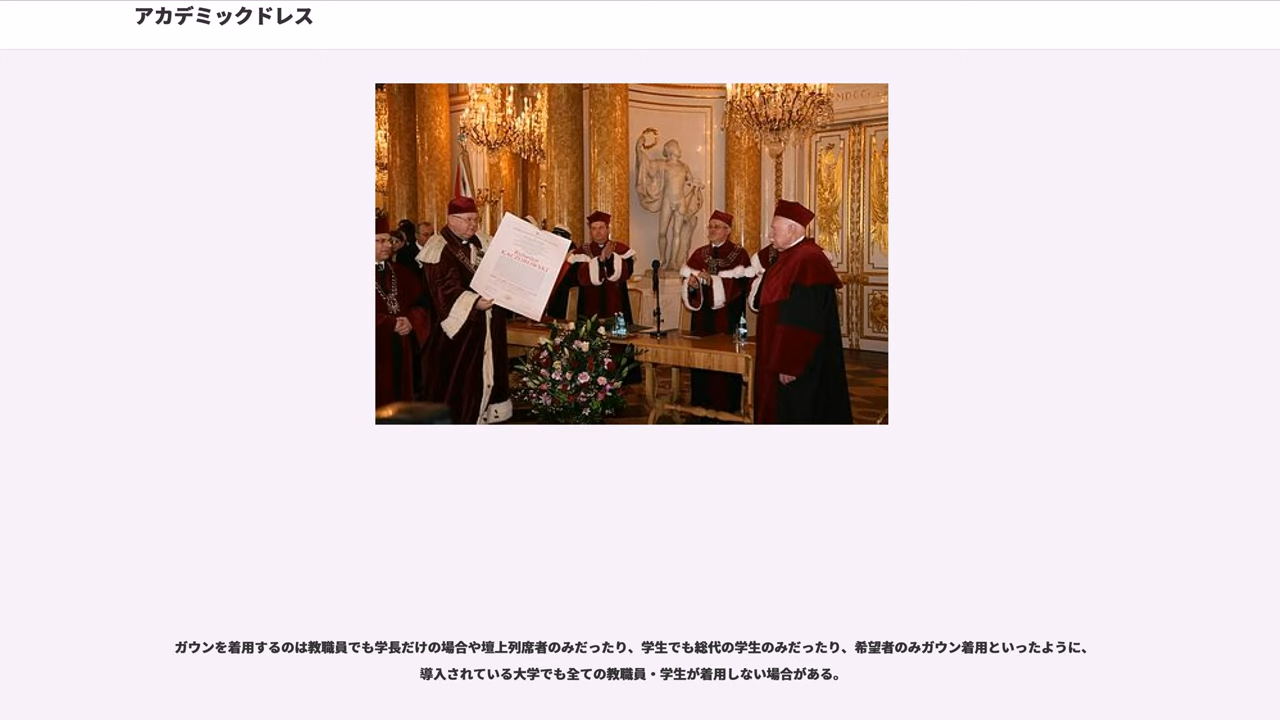 アカデミックドレス
KACZOROWSKI
ガウンを着用するのは教職員でも学長だけの場合や壇上列席者のみだったり、学生でも総代の学生のみだったり、希望者のみガウン着用といったように、
導入されている大学でも全ての教職員・学生が着用しない場合がある。